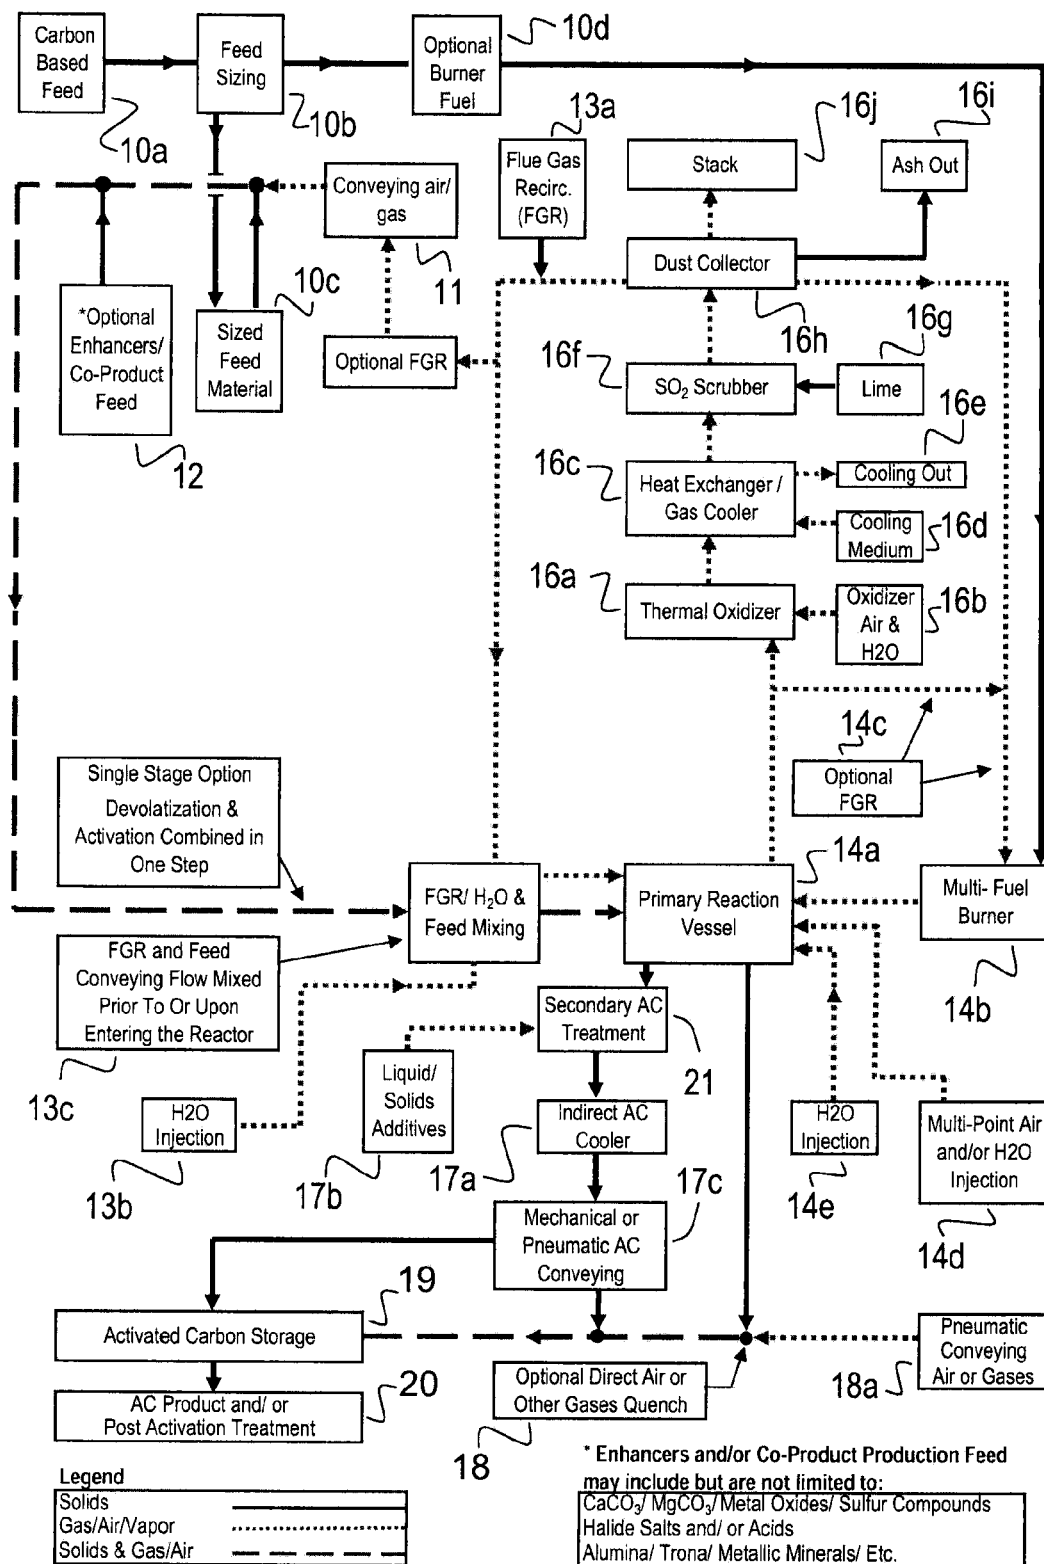 Carbon
Based
Feed
10a
Feed
Sizing
10b
Optional
Burner
Fuel
10d
13a
Flue Gas
Recirc.
(FGR)
16j
Stack
16i
Ash Out
Conveying air/
gas
11
Dust Collector
16h
10c
*Optional
Enhancers/
Co-Product
Feed
12
Sized
Feed
Material
Optional FGR
16f
SO₂ Scrubber
16g
Lime
16e
16c
Heat Exchanger /
Gas Cooler
Cooling Out
Cooling
Medium
16d
16a
Thermal Oxidizer
Oxidizer
Air &
H2O
16b
14c
Optional
FGR
Single Stage Option
Devolatization &
Activation Combined in
One Step
14a
FGR/ H₂O &
Feed Mixing
Primary Reaction
Vessel
Multi- Fuel
Burner
14b
FGR and Feed
Conveying Flow Mixed
Prior To Or Upon
Entering the Reactor
13c
Secondary AC
Treatment
21
H2O
Injection
13b
Liquid/
Solids
Additives
17b
Indirect AC
Cooler
17a
H2O
Injection
14e
Multi-Point Air
and/or H2O
Injection
14d
17c
Mechanical or
Pneumatic AC
Conveying
19
Activated Carbon Storage
20
AC Product and/ or
Post Activation Treatment
Optional Direct Air or
Other Gases Quench
18
Pneumatic
Conveying
Air or Gases
18a
Legend
Solids
Gas/Air/Vapor
Solids & Gas/Air
* Enhancers and/or Co-Product Production Feed
may include but are not limited to:
CaCO₃/ MgCO₃/ Metal Oxides/ Sulfur Compounds
Halide Salts and/ or Acids
Alumina/ Trona/ Metallic Minerals/ Etc.